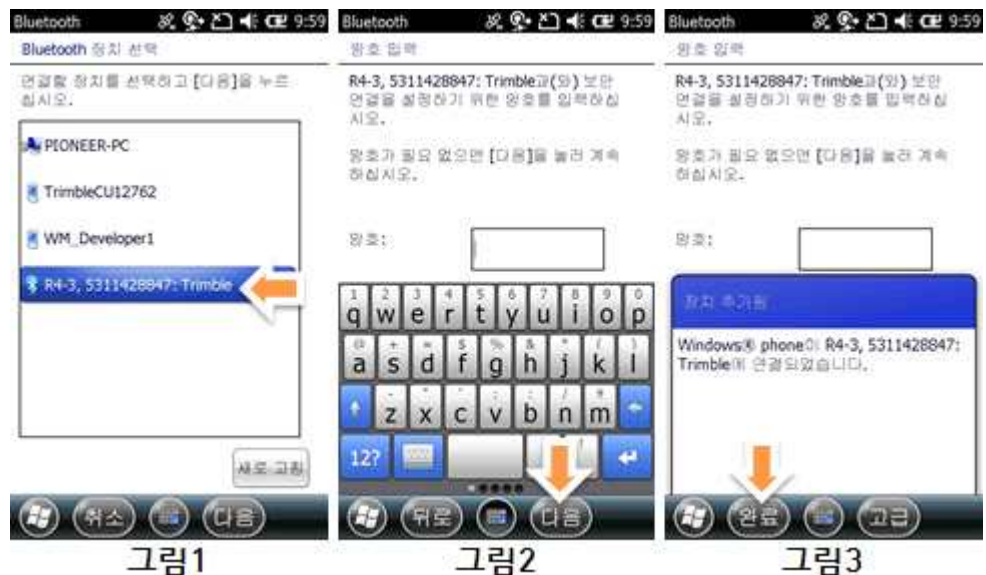 Bluetooth 9:59
Bluetooth 장치 선택
연결할 장치를 선택하고 [다음]을 누르
십시오.
PIONEER-PC
TrimbleCU12762
WM_Developer1
R4-3, 5311428847: Trimble
새로 고침
취소 다음
그림1
Bluetooth 9:59
암호 입력
R4-3, 5311428847: Trimble과(와) 보안
연결을 설정하기 위한 암호를 입력하십
시오.
암호가 필요 없으면 [다음]을 눌러 계속
하십시오.
암호:
1 2 3 4 5 6 7 8 9 0
q w e r t y u i o p
a s d f g h j k l
z x c v b n m
12?
뒤로 다음
그림2
Bluetooth 9:59
암호 입력
R4-3, 5311428847: Trimble과(와) 보안
연결을 설정하기 위한 암호를 입력하십
시오.
암호가 필요 없으면 [다음]을 눌러 계속
하십시오.
암호:
장치 추가됨
Windows® phone이 R4-3, 5311428847:
Trimble에 연결되었습니다.
완료 고급
그림3